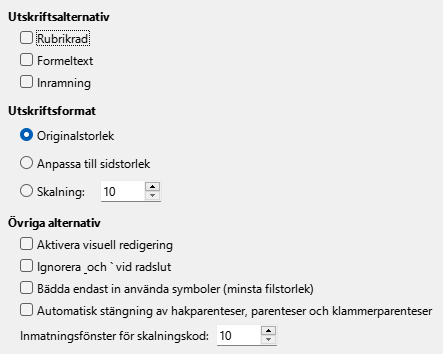 Utskriftsalternativ
Rubrikrad
Formeltext
Inramning
Utskriftsformat
Originalstorlek
Anpassa till sidstorlek
Skalning: 10
Övriga alternativ
Aktivera visuell redigering
Ignorera _och ` vid radslut
Bädda endast in använda symboler (minsta filstorlek)
Automatisk stängning av hakparenteser, parenteser och klammerparenteser
Inmatningsfönster för skalningskod: 10